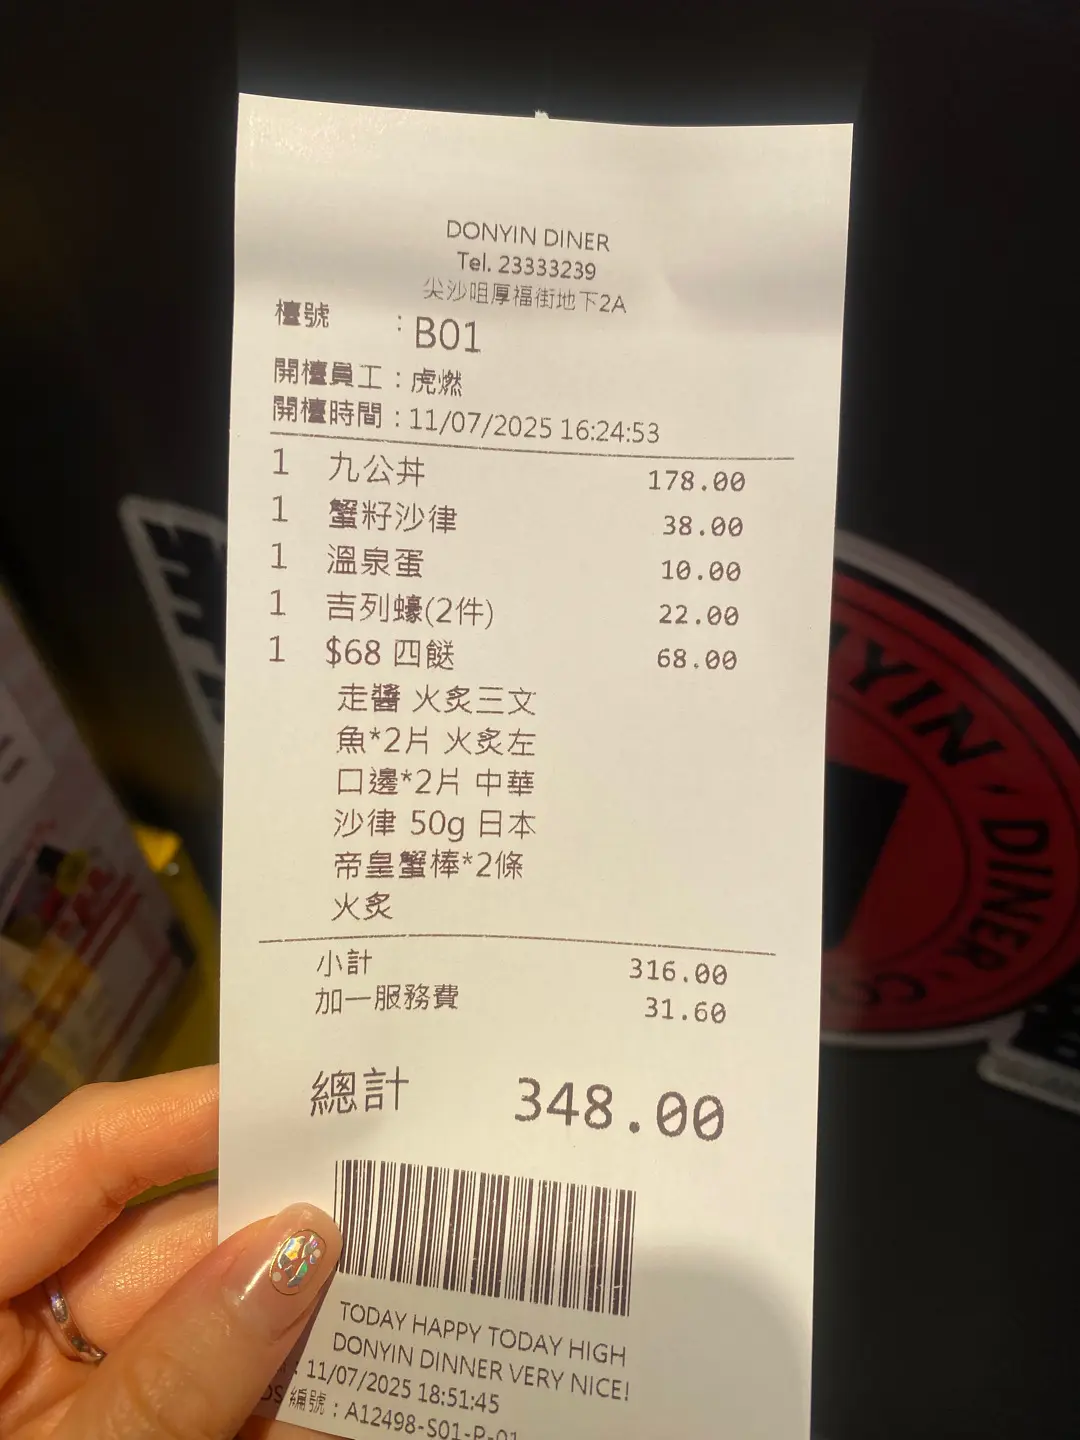 DONYIN DINER
Tel. 23333239
尖沙咀厚福街地下2A
檯號 : B01
開檯員工 : 虎燃
開檯時間 : 11/07/2025 16:24:53
1 九公丼 178.00
1 蟹籽沙律 38.00
1 溫泉蛋 10.00
1 吉列蠔(2件) 22.00
1 $68 四餸 68.00
走醬 火炙三文
魚*2片 火炙左
口邊*2片 中華
沙律 50g 日本
帝皇蟹棒*2條
火炙
小計 316.00
加一服務費 31.60
總計 348.00
TODAY HAPPY TODAY HIGH
DONYIN DINNER VERY NICE!
: 11/07/2025 18:51:45
編號 : A12498-S01-P-01
YIN DINER